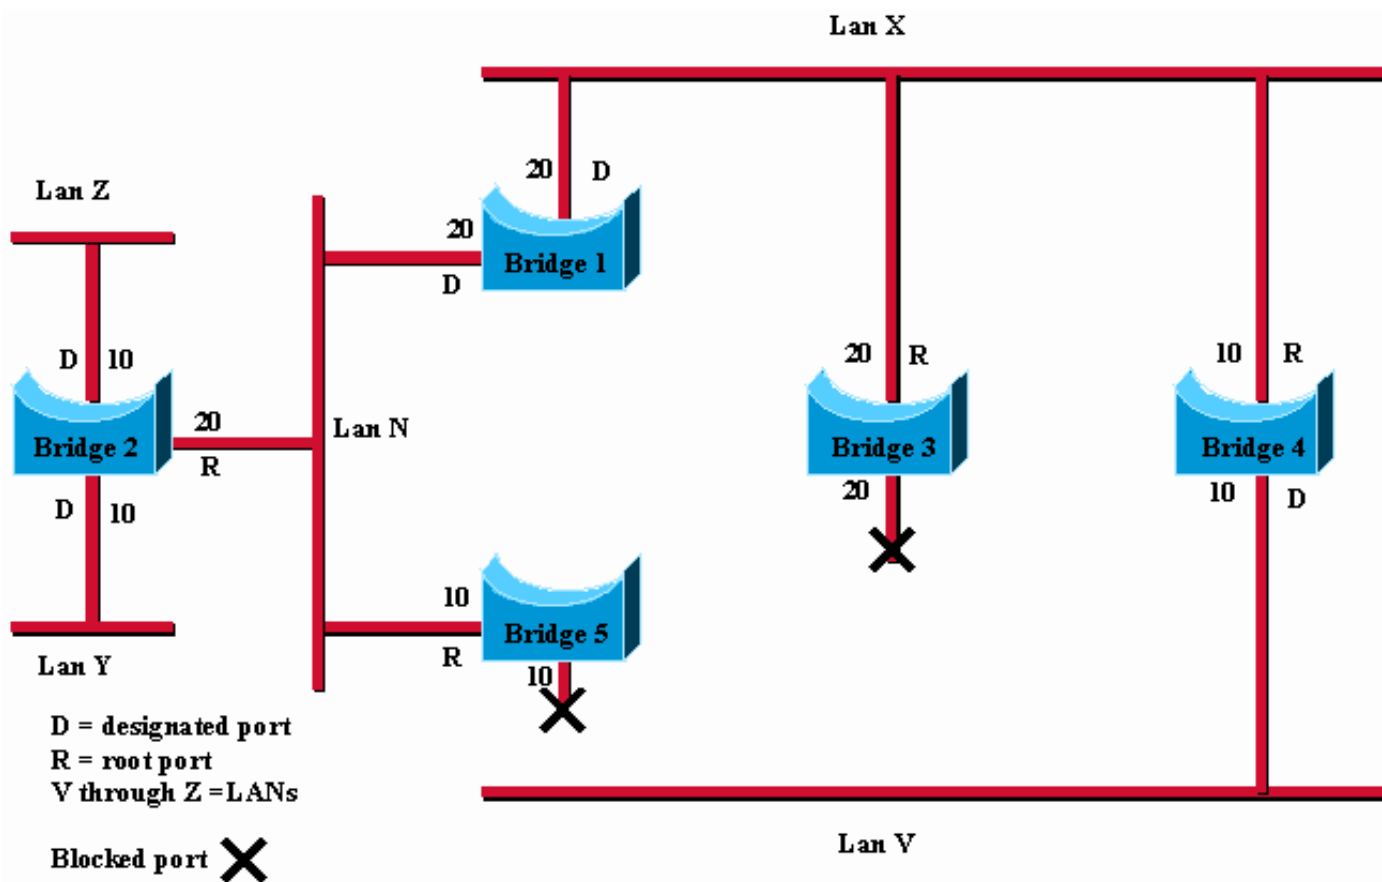 Lan X
20 D
Lan Z
20
Bridge 1
D
D 10
20 R
10 R
20
Lan N
Bridge 2
Bridge 3
Bridge 4
R
20
10 D
D 10
10
Bridge 5
R
10
Lan Y
D = designated port
R = root port
V through Z =LANs
Lan V
Blocked port